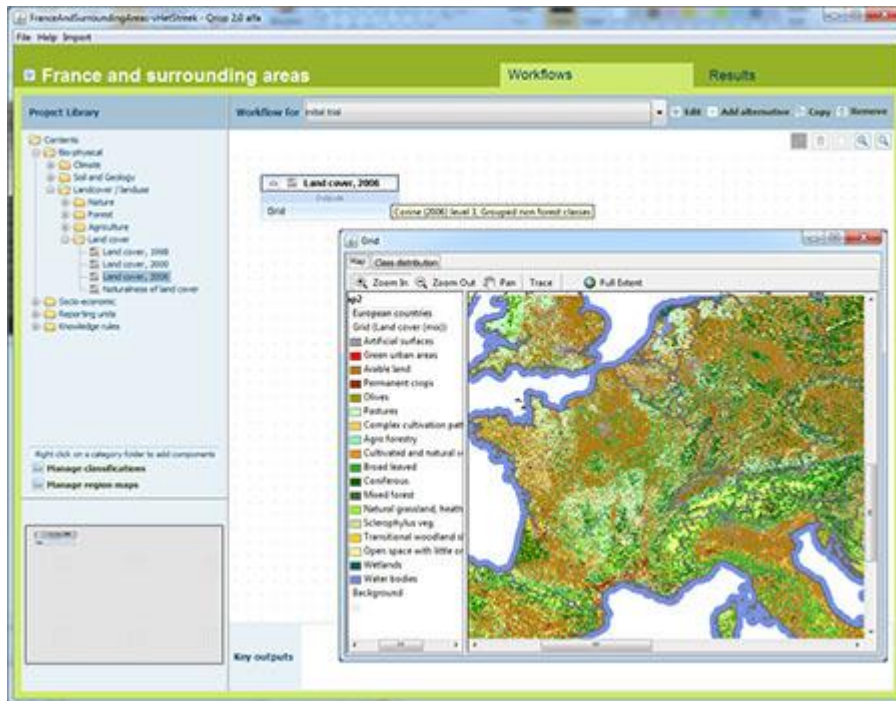 FranceAndSurroundingAreas-vHetStreek - Qricp 2.0 alfa
File Help Import
France and surrounding areas
Workflows
Results
Project Library
Workflow for initial trial
Edit
Add alternative
Copy
Remove
Contents
Bio-physical
Climate
Soil and Geology
Landcover / landuse
Nature
Forest
Agriculture
Land cover
Land cover, 1998
Land cover, 2000
Land cover, 2006
Naturalness of land cover
Socio-economic
Reporting units
Knowledge rules
Land cover, 2006
Outputs
Grid
Corine (2006) level 3, Grouped non forest classes
Grid
Map
Class distribution
Zoom In
Zoom Out
Pan
Trace
Full Extent
European countries
Grid (Land cover (moc))
Artificial surfaces
Green urban areas
Arable land
Permanent crops
Olives
Pastures
Complex cultivation pat
Agro forestry
Cultivated and natural v
Broad leaved
Coniferous
Mixed forest
Natural grassland, heath
Sclerophylus veg.
Transitional woodland sl
Open space with little or
Wetlands
Water bodies
Background
Right click on a category folder to add components
Manage classifications
Manage region maps
Key outputs